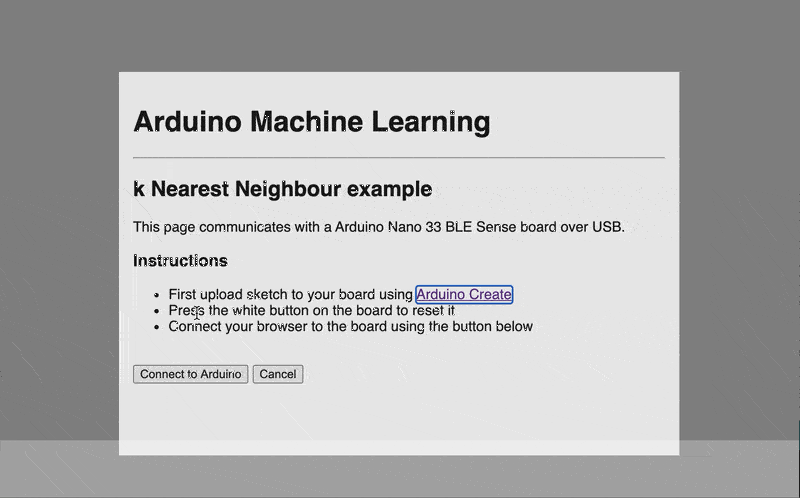 Arduino Machine Learning
k Nearest Neighbour example
This page communicates with a Arduino Nano 33 BLE Sense board over USB.
Instructions
First upload sketch to your board using Arduino Create
Press the white button on the board to reset it
Connect your browser to the board using the button below
Connect to Arduino Cancel